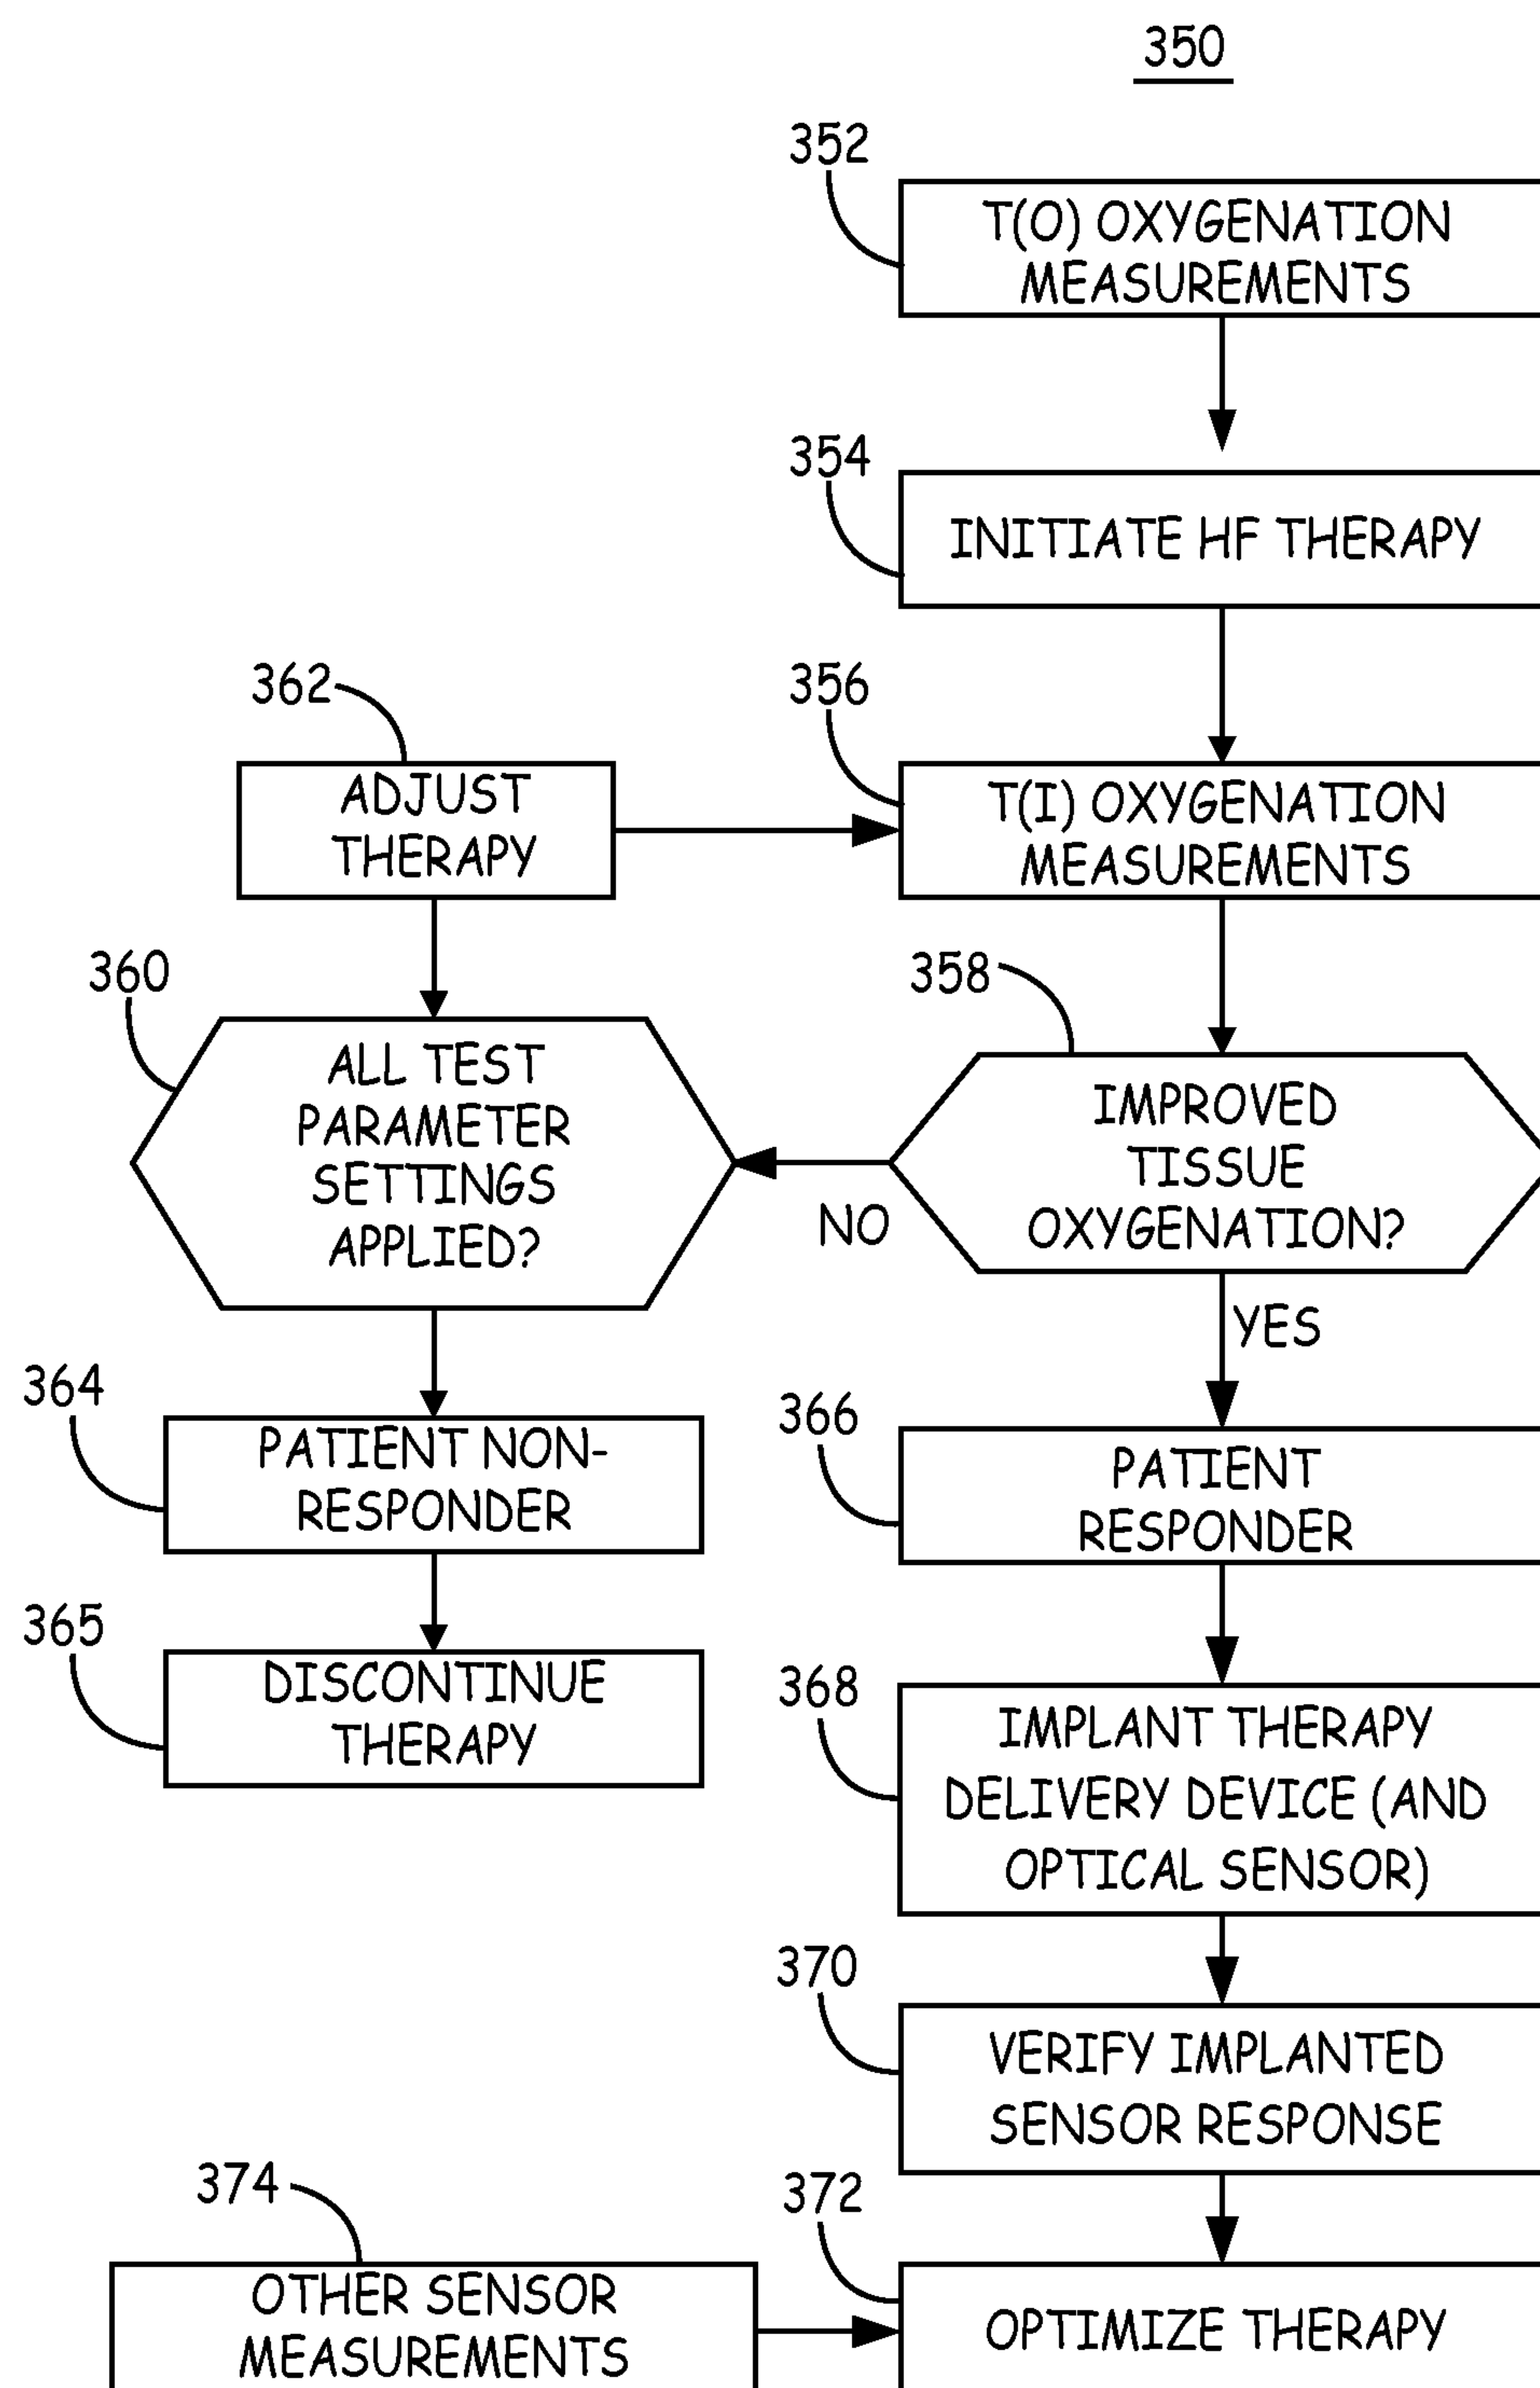 350
352
T(O) OXYGENATION
MEASUREMENTS
354
INITIATE HF THERAPY
362
ADJUST
THERAPY
356
T(I) OXYGENATION
MEASUREMENTS
360
ALL TEST
PARAMETER
SETTINGS
APPLIED?
358
IMPROVED
TISSUE
OXYGENATION?
NO
YES
364
PATIENT NON-
RESPONDER
366
PATIENT
RESPONDER
365
DISCONTINUE
THERAPY
368
IMPLANT THERAPY
DELIVERY DEVICE (AND
OPTICAL SENSOR)
370
VERIFY IMPLANTED
SENSOR RESPONSE
374
OTHER SENSOR
MEASUREMENTS
372
OPTIMIZE THERAPY